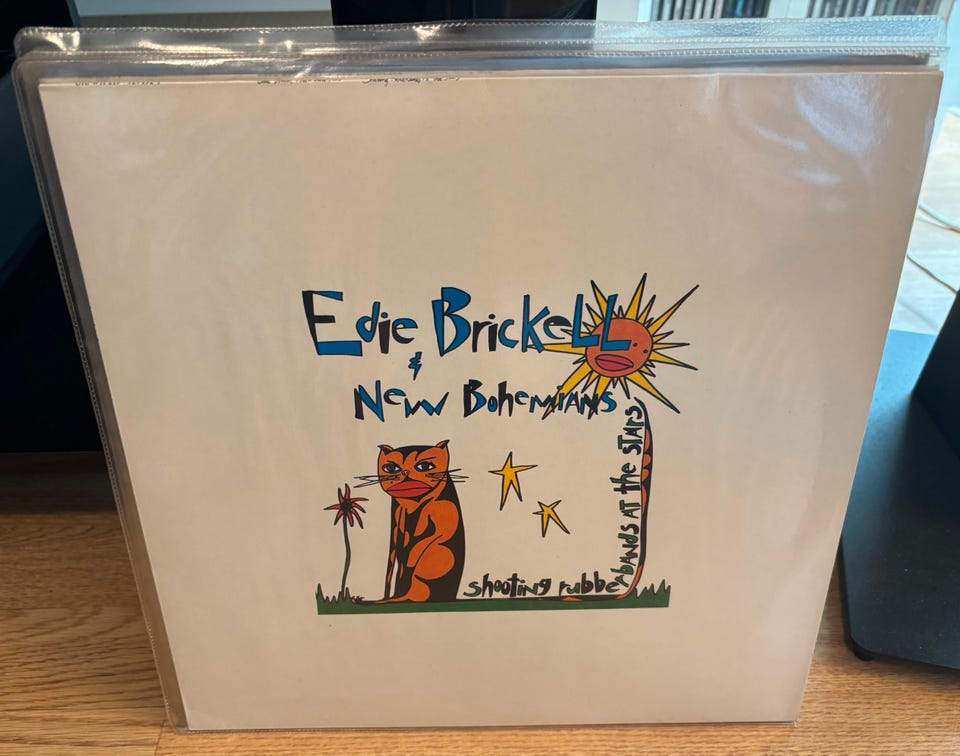 Edie BrickeLL
&
New BohemiANS
shooting rubberbands AT the STARS